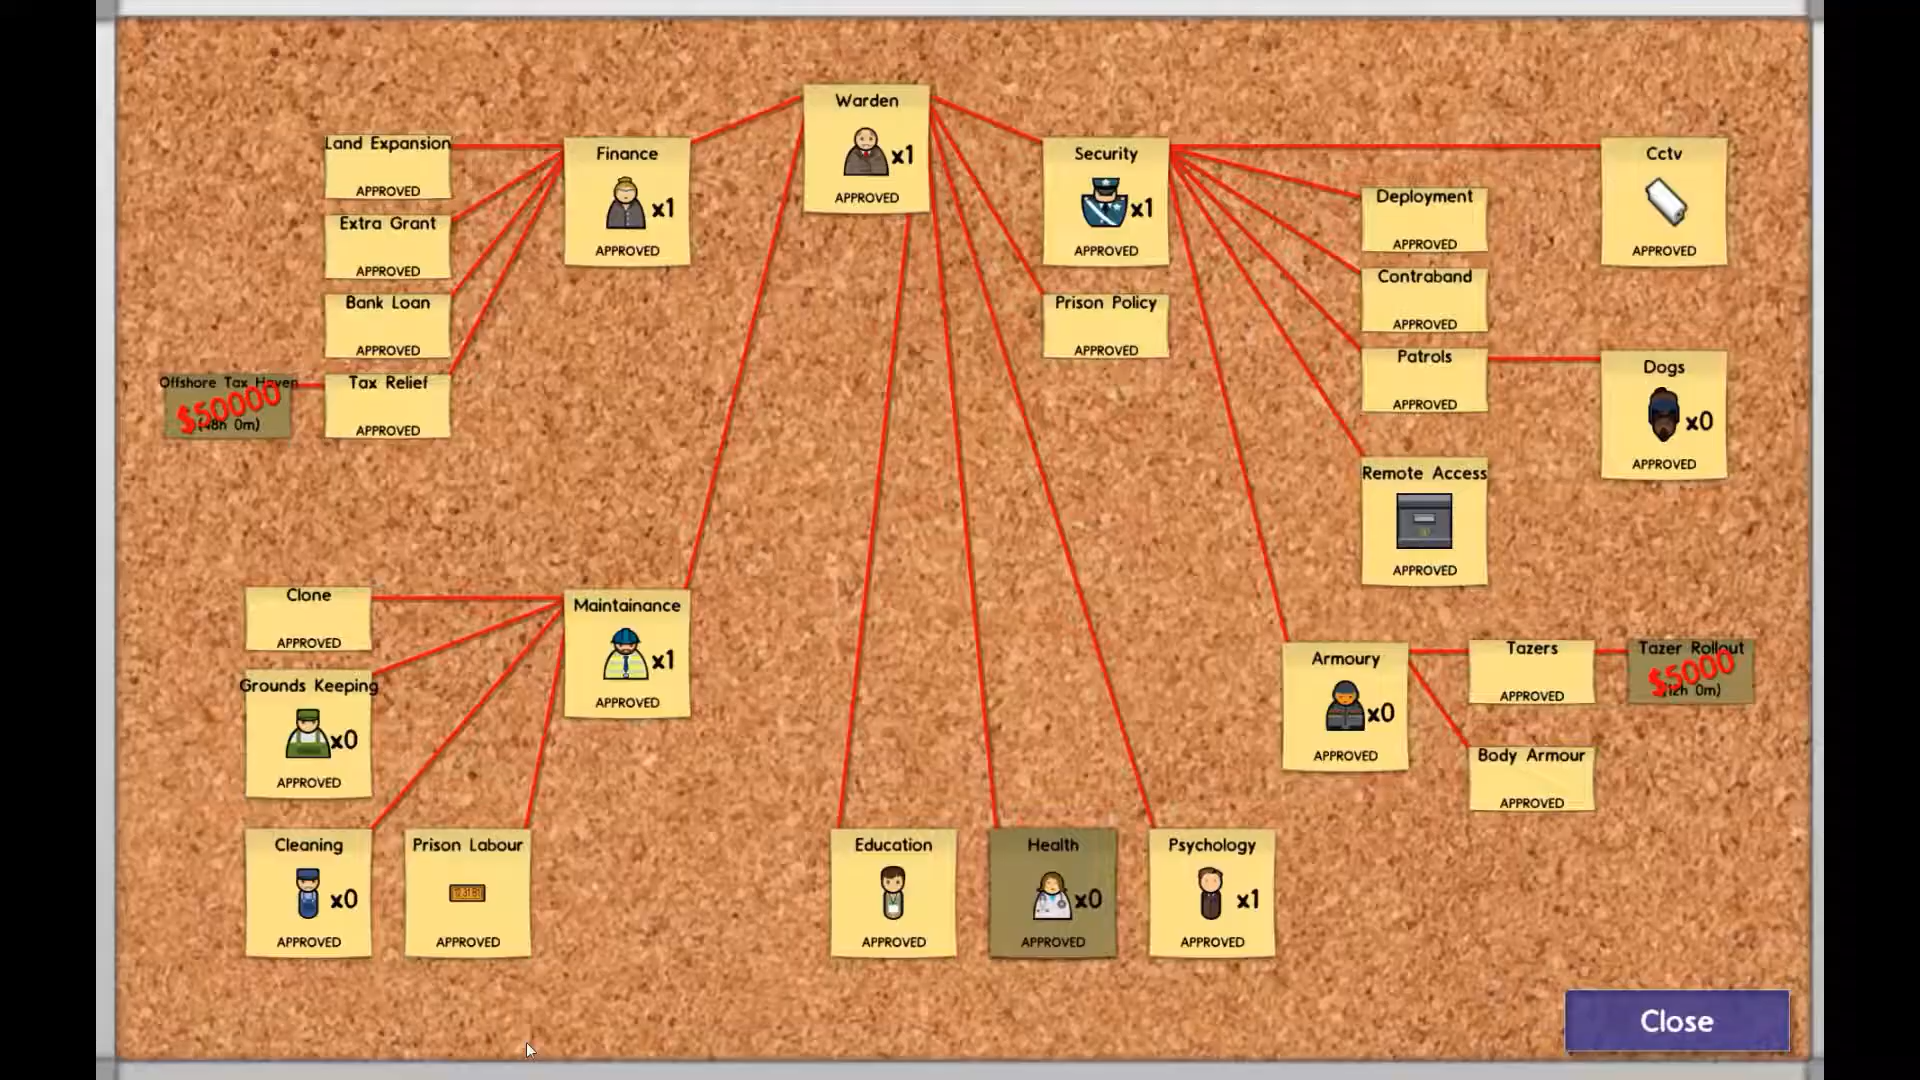 Warden
x1
APPROVED
Land Expansion
APPROVED
Finance
x1
APPROVED
Security
x1
APPROVED
Cctv
APPROVED
Extra Grant
APPROVED
Deployment
APPROVED
Bank Loan
APPROVED
Prison Policy
APPROVED
Contraband
APPROVED
Offshore Tax Haven
$50000
(48h 0m)
Tax Relief
APPROVED
Patrols
APPROVED
Dogs
x0
APPROVED
Remote Access
APPROVED
Clone
APPROVED
Maintainance
x1
APPROVED
Grounds Keeping
x0
APPROVED
Armoury
x0
APPROVED
Tazers
APPROVED
Tazer Rollout
$5000
(12h 0m)
Body Armour
APPROVED
Cleaning
x0
APPROVED
Prison Labour
APPROVED
Education
APPROVED
Health
x0
APPROVED
Psychology
x1
APPROVED
Close